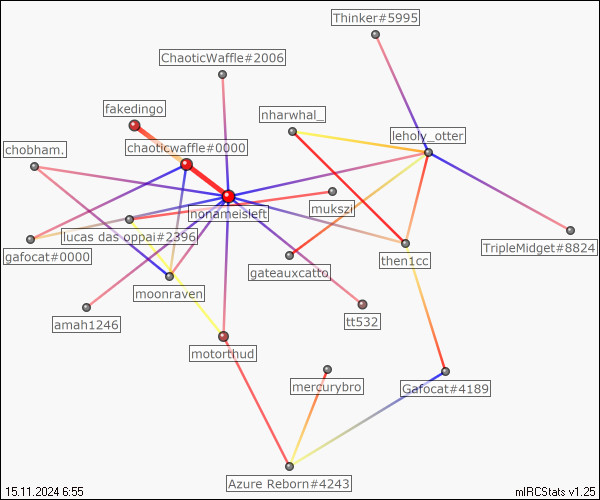 Thinker#5995
ChaoticWaffle#2006
fakedingo
nharwhal_
leholy_otter
chobham.
chaoticwaffle#0000
nonameisleft
mukszi
lucas das oppai#2396
gafocat#0000
TripleMidget#8824
then1cc
gateauxcatto
moonraven
amah1246
tt532
motorthud
mercurybro
Gafocat#4189
Azure Reborn#4243
15.11.2024 6:55
mIRCStats v1.25